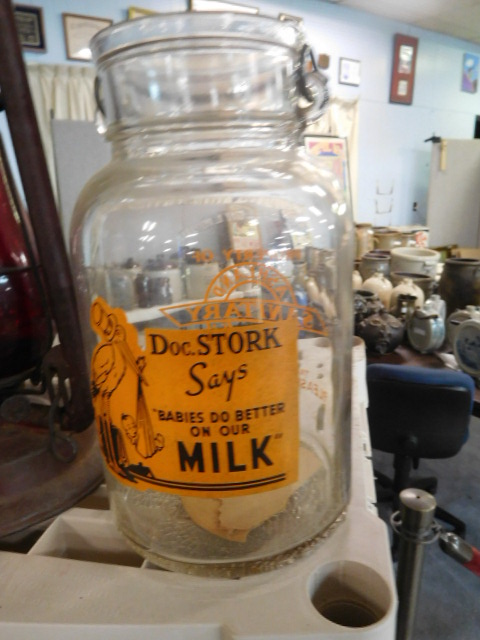 Doc. STORK
Says
"BABIES DO BETTER
ON OUR
MILK"